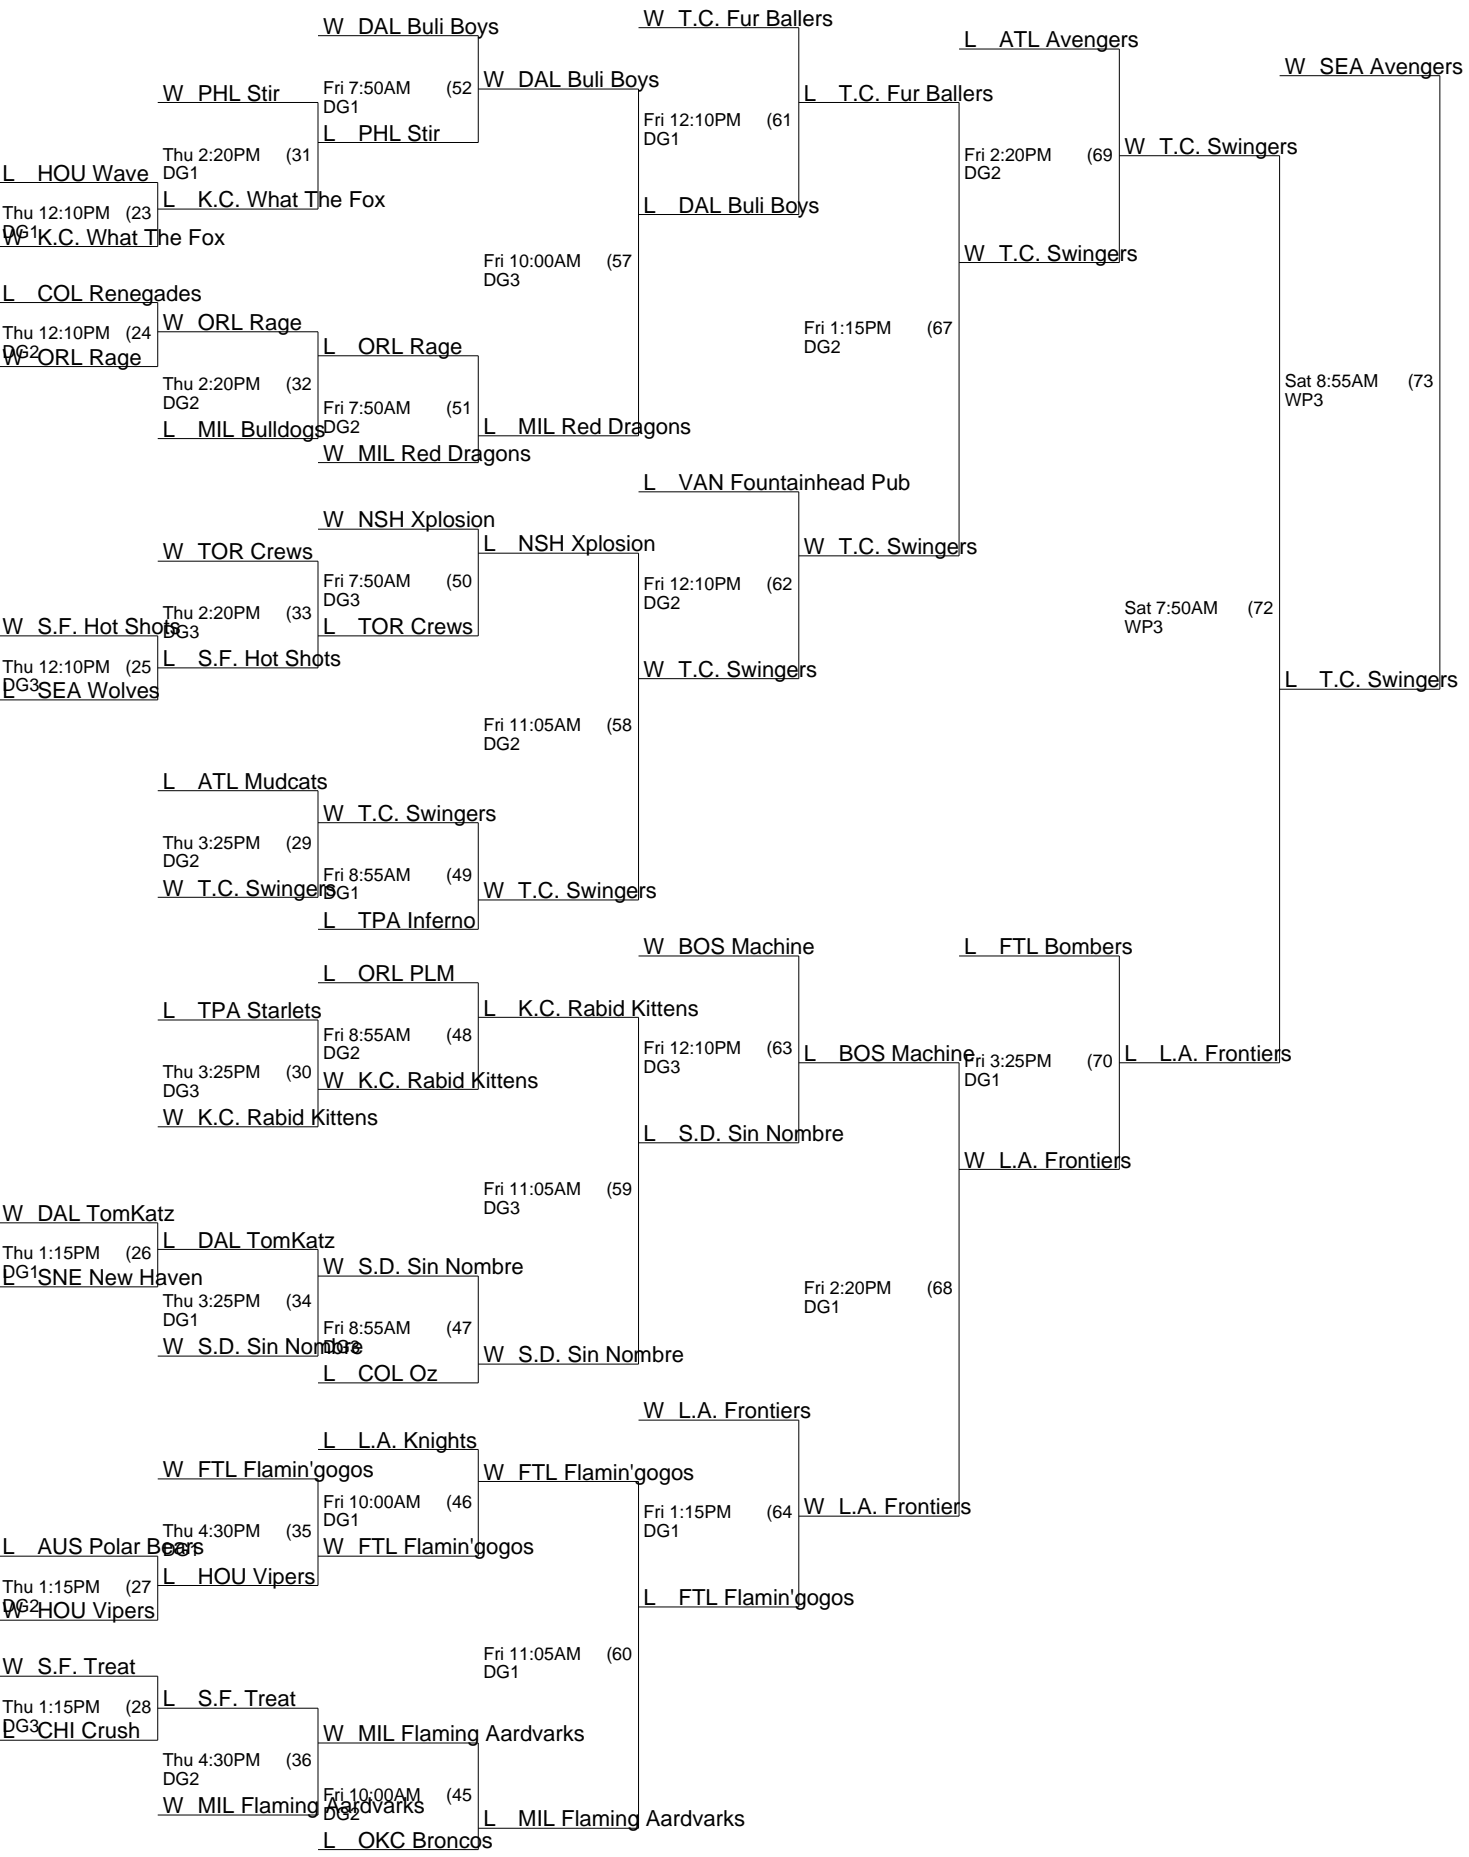 W DAL Buli Boys
W T.C. Fur Ballers
L ATL Avengers
W SEA Avengers
W PHL Stir
Fri 7:50AM (52
DG1
W DAL Buli Boys
L T.C. Fur Ballers
L PHL Stir
Fri 12:10PM (61
DG1
Thu 2:20PM (31
DG1
Fri 2:20PM (69
DG2
W T.C. Swingers
L HOU Wave
L K.C. What The Fox
Thu 12:10PM (23
DG1
L DAL Buli Boys
W K.C. What The Fox
W T.C. Swingers
Fri 10:00AM (57
DG3
L COL Renegades
Thu 12:10PM (24
DG2
W ORL Rage
Fri 1:15PM (67
DG2
W ORL Rage
L ORL Rage
Thu 2:20PM (32
DG2
Sat 8:55AM (73
WP3
Fri 7:50AM (51
DG2
L MIL Bulldogs
L MIL Red Dragons
W MIL Red Dragons
L VAN Fountainhead Pub
W NSH Xplosion
W TOR Crews
L NSH Xplosion
W T.C. Swingers
Fri 7:50AM (50
DG3
Fri 12:10PM (62
DG2
Thu 2:20PM (33
DG3
Sat 7:50AM (72
WP3
W S.F. Hot Shots
L TOR Crews
Thu 12:10PM (25
DG3
L S.F. Hot Shots
W T.C. Swingers
L T.C. Swingers
L SEA Wolves
Fri 11:05AM (58
DG2
L ATL Mudcats
W T.C. Swingers
Thu 3:25PM (29
DG2
Fri 8:55AM (49
DG1
W T.C. Swingers
W T.C. Swingers
L TPA Inferno
W BOS Machine
L FTL Bombers
L ORL PLM
L TPA Starlets
L K.C. Rabid Kittens
Fri 8:55AM (48
DG2
Fri 12:10PM (63
DG3
L BOS Machine
Fri 3:25PM (70
DG1
L L.A. Frontiers
Thu 3:25PM (30
DG3
W K.C. Rabid Kittens
W K.C. Rabid Kittens
L S.D. Sin Nombre
W L.A. Frontiers
Fri 11:05AM (59
DG3
W DAL TomKatz
Thu 1:15PM (26
DG1
L DAL TomKatz
L SNE New Haven
W S.D. Sin Nombre
Thu 3:25PM (34
DG1
Fri 2:20PM (68
DG1
Fri 8:55AM (47
DG3
W S.D. Sin Nombre
W S.D. Sin Nombre
L COL Oz
W L.A. Frontiers
L L.A. Knights
W FTL Flamin'gogos
W FTL Flamin'gogos
Fri 10:00AM (46
DG1
Fri 1:15PM (64
DG1
W L.A. Frontiers
Thu 4:30PM (35
DG1
L AUS Polar Bears
W FTL Flamin'gogos
Thu 1:15PM (27
DG2
L HOU Vipers
L FTL Flamin'gogos
W HOU Vipers
Fri 11:05AM (60
DG1
W S.F. Treat
Thu 1:15PM (28
DG3
L S.F. Treat
L CHI Crush
W MIL Flaming Aardvarks
Thu 4:30PM (36
DG2
Fri 10:00AM (45
DG2
W MIL Flaming Aardvarks
L MIL Flaming Aardvarks
L OKC Broncos